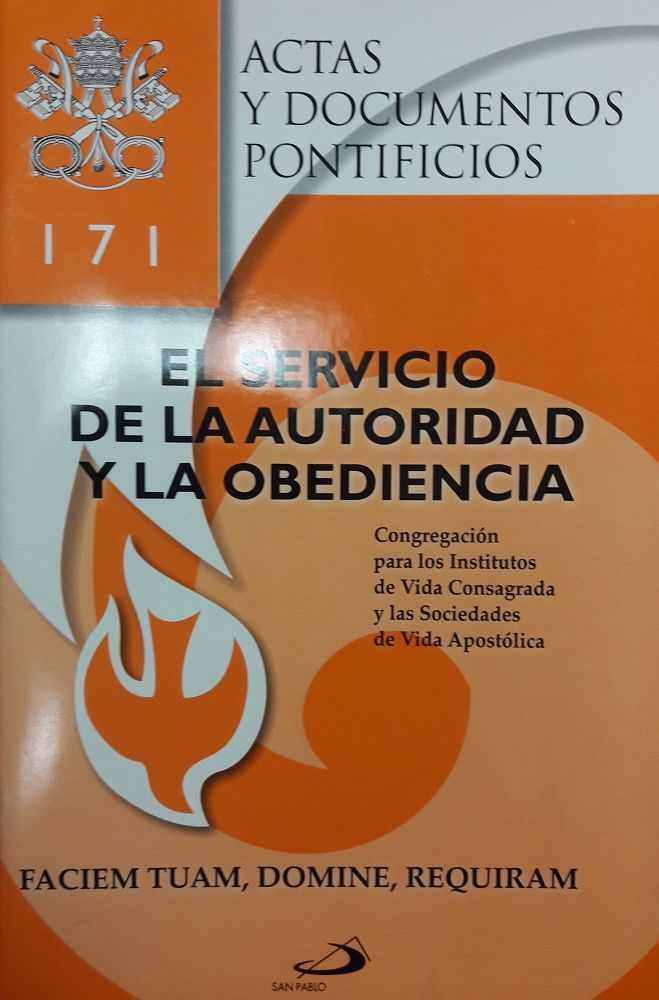 ACTAS
Y DOCUMENTOS
PONTIFICIOS
171
EL SERVICIO
DE LA AUTORIDAD
Y LA OBEDIENCIA
Congregación
para los Institutos
de Vida Consagrada
y las Sociedades
de Vida Apostólica
FACIEM TUAM, DOMINE, REQUIRAM
SAN PABLO